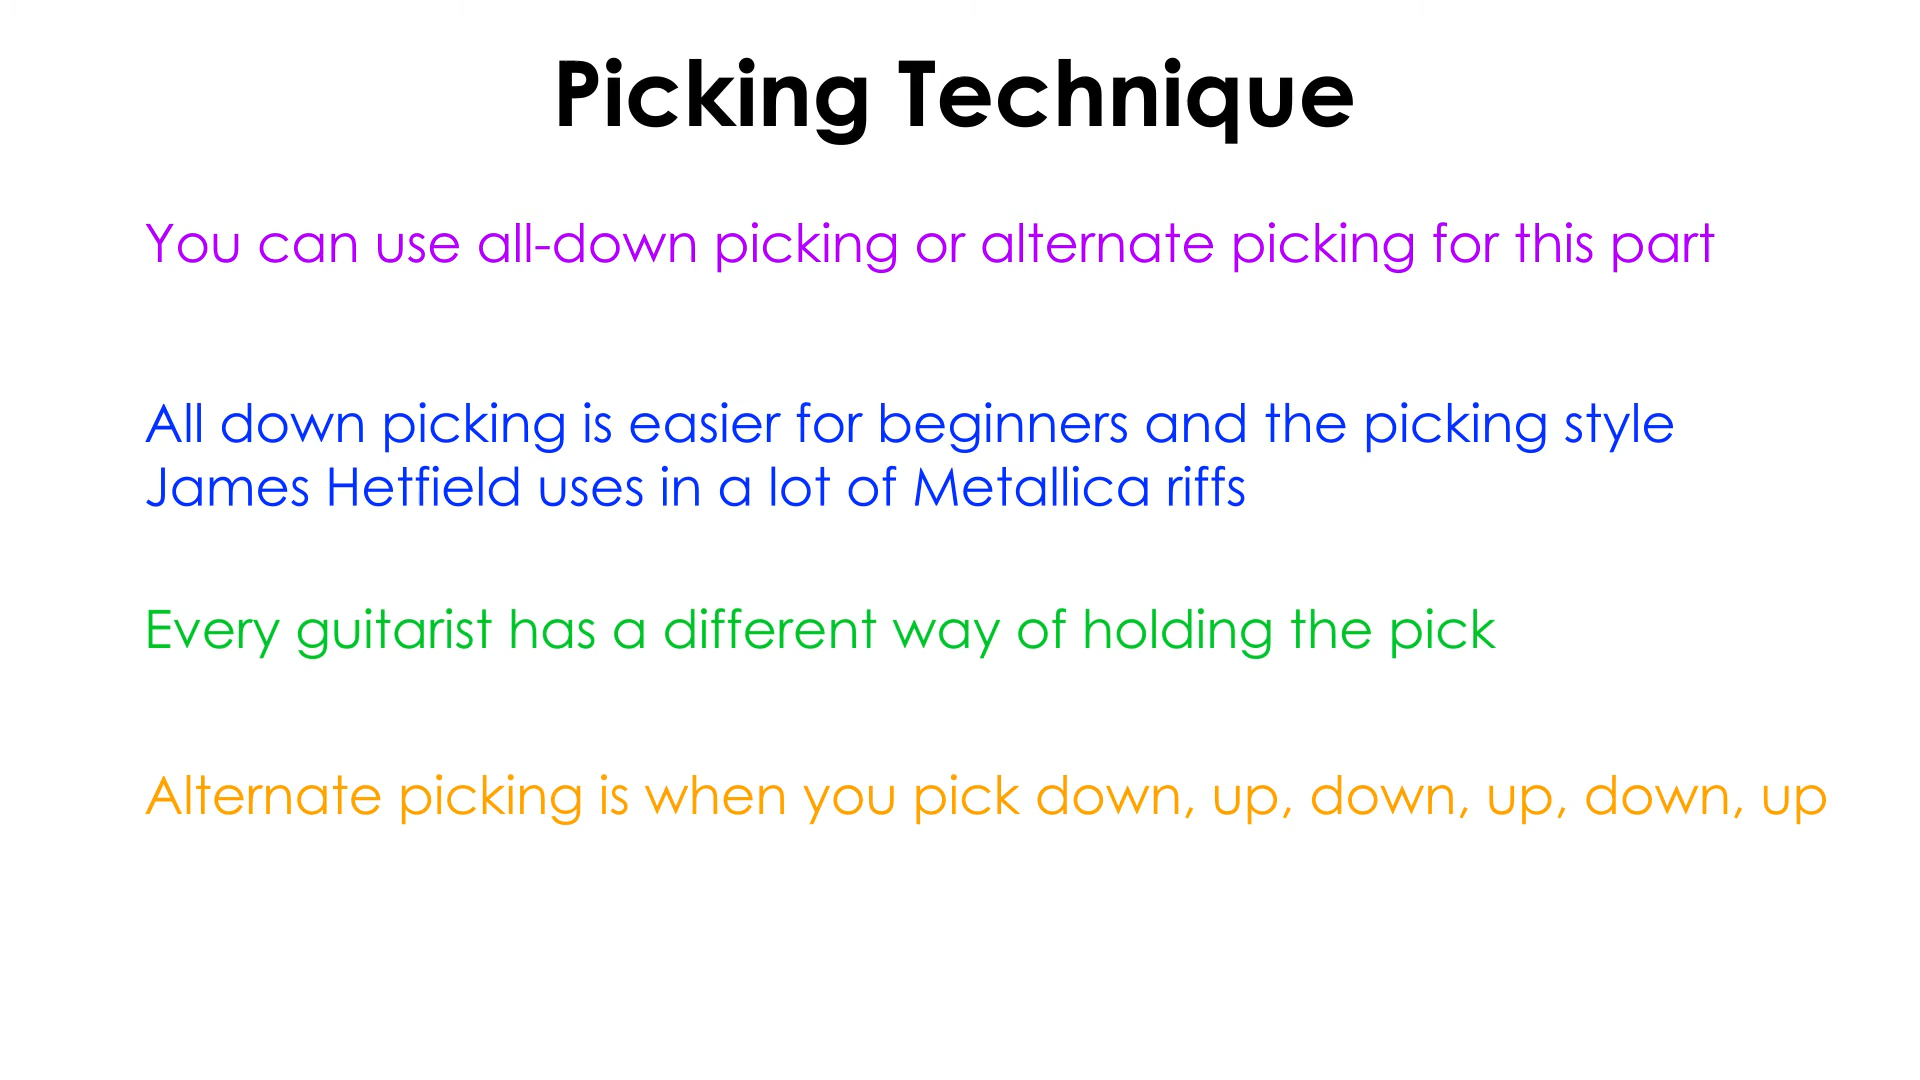 Picking Technique
You can use all-down picking or alternate picking for this part
All down picking is easier for beginners and the picking style
James Hetfield uses in a lot of Metallica riffs
Every guitarist has a different way of holding the pick
Alternate picking is when you pick down, up, down, up, down, up